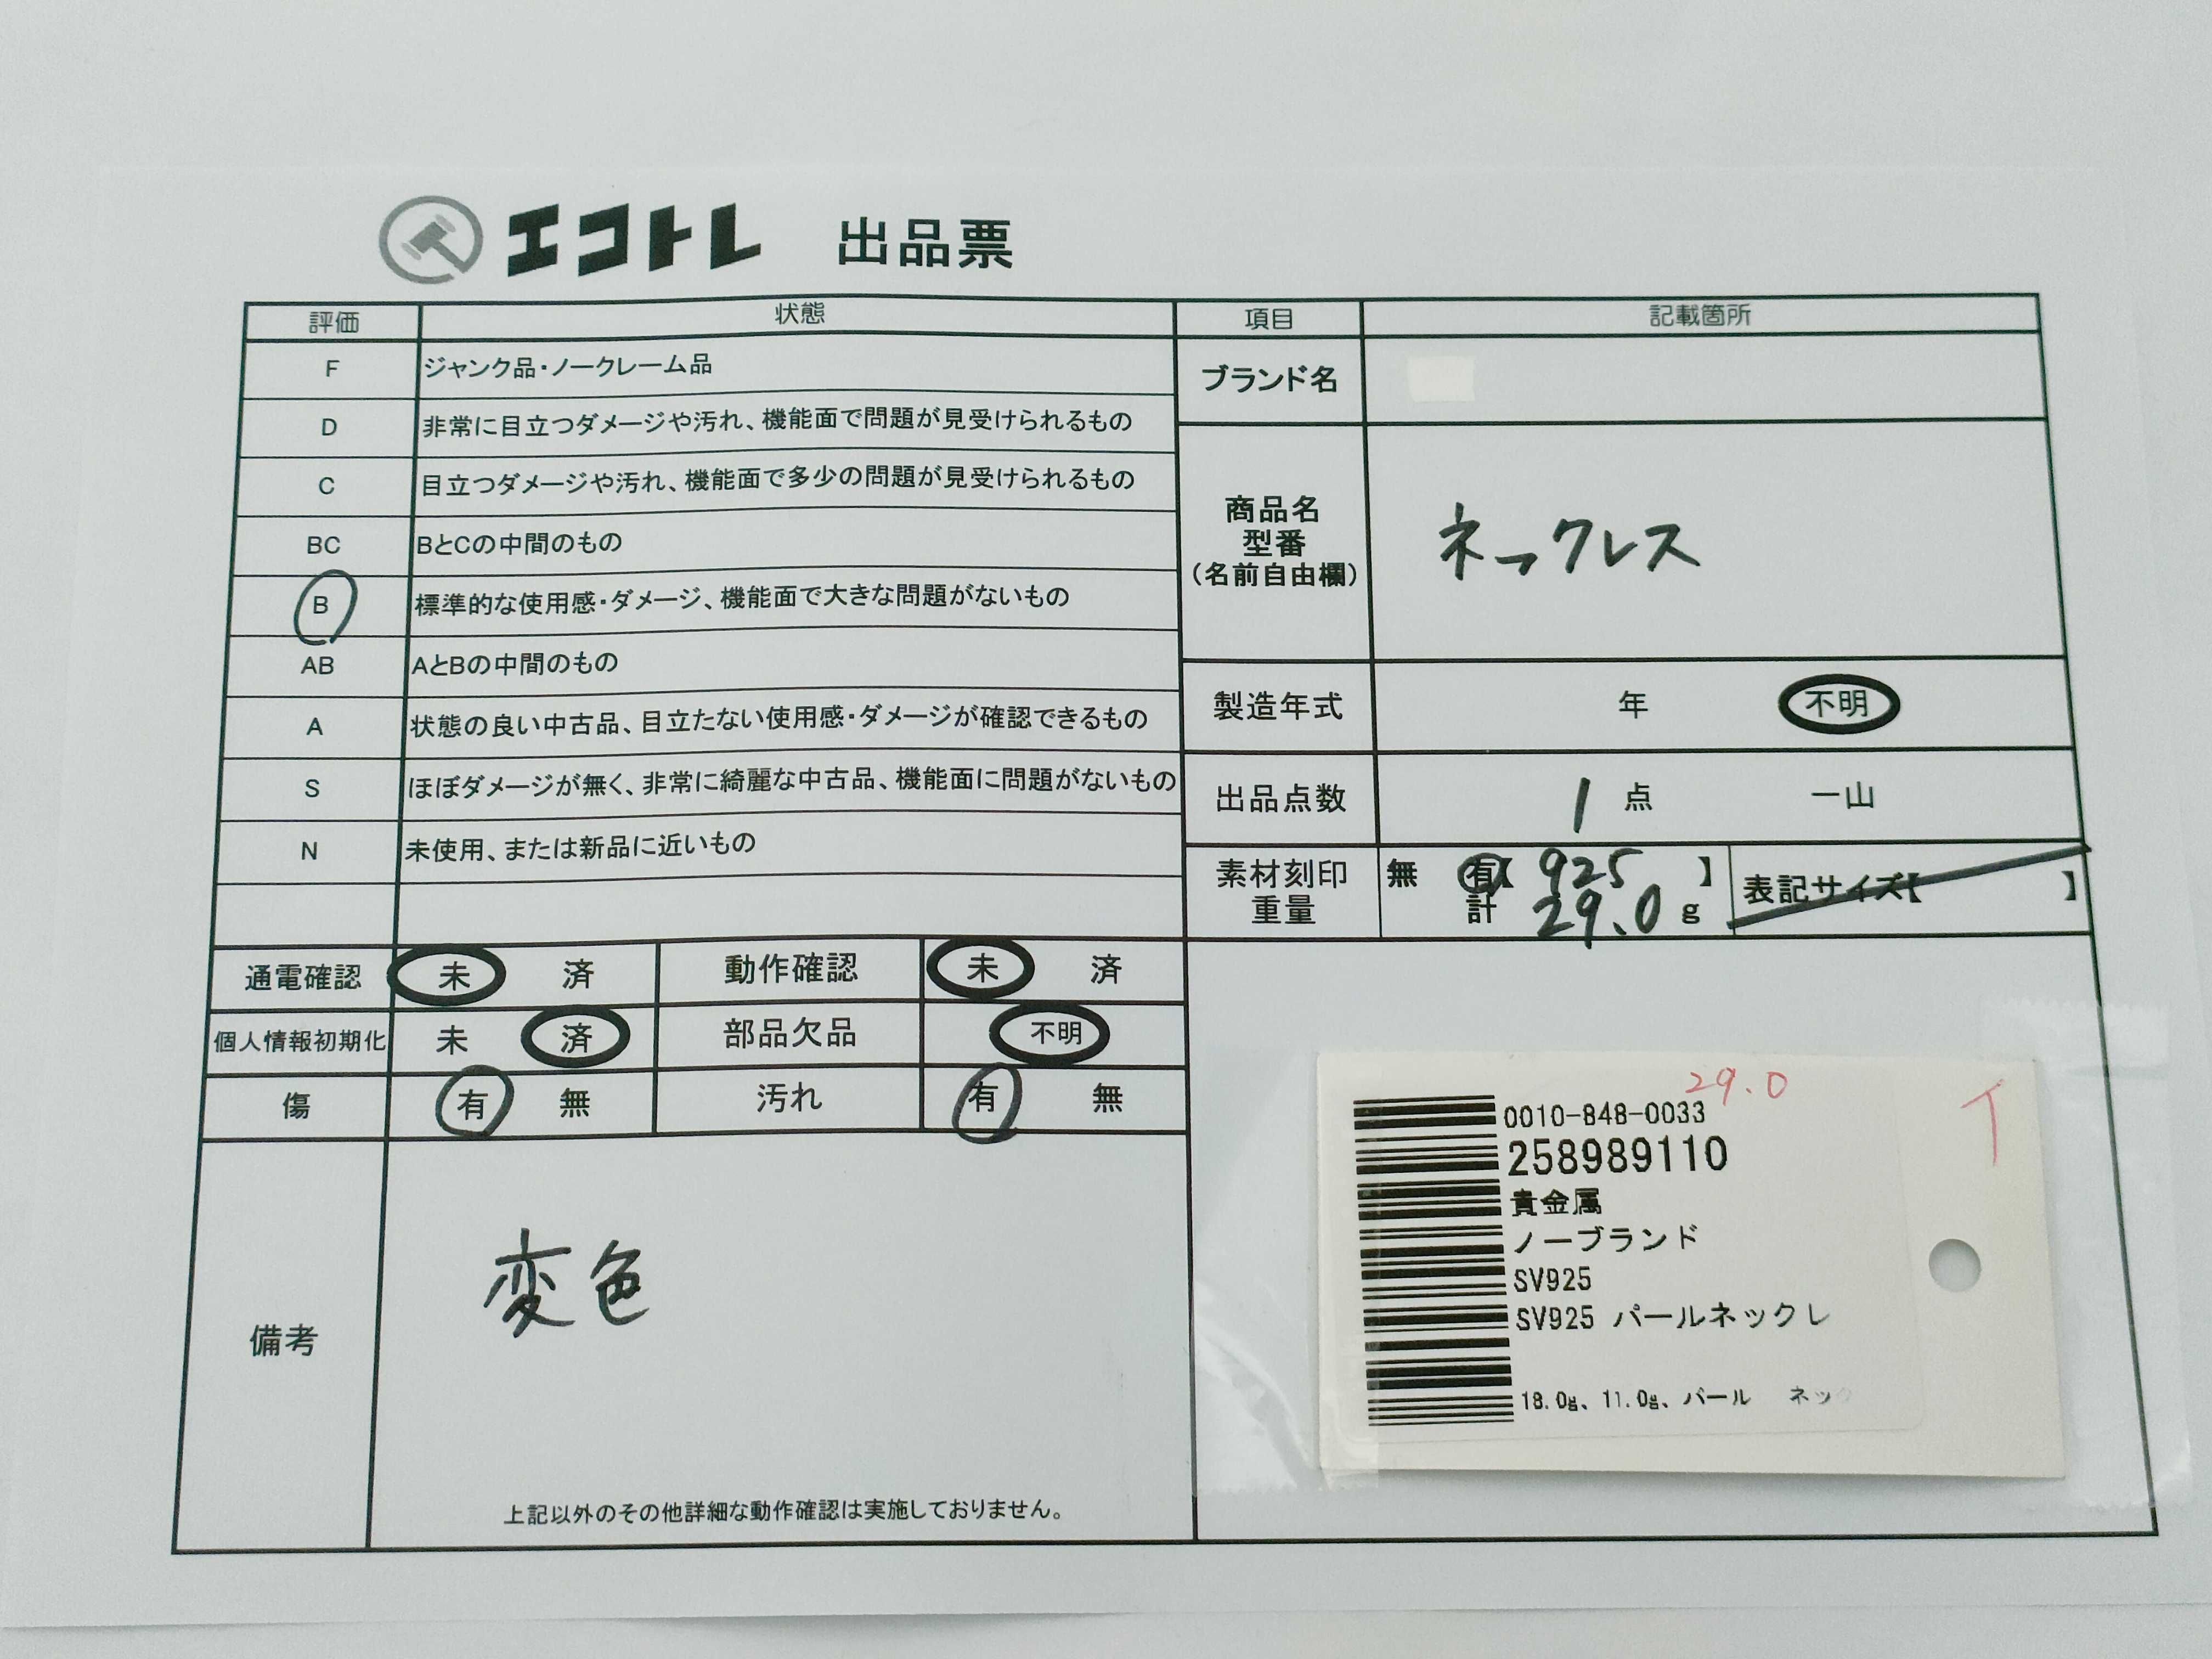 エコトレ 出品票
評価 状態
F ジャンク品・ノークレーム品
D 非常に目立つダメージや汚れ、機能面で問題が見受けられるもの
C 目立つダメージや汚れ、機能面で多少の問題が見受けられるもの
BC BとCの中間のもの
B 標準的な使用感・ダメージ、機能面で大きな問題がないもの
AB AとBの中間のもの
A 状態の良い中古品、目立たない使用感・ダメージが確認できるもの
S ほぼダメージが無く、非常に綺麗な中古品、機能面に問題がないもの
N 未使用、または新品に近いもの
項目 記載箇所
ブランド名
商品名
型番
(名前自由欄)
ネックレス
製造年式 年 不明
出品点数 1 点 一山
素材刻印
重量
無 有【 925 】
計 29.0 g
表記サイズ【 】
通電確認 未 済 動作確認 未 済
個人情報初期化 未 済 部品欠品 不明
傷 有 無 汚れ 有 無
備考
変色
上記以外のその他詳細な動作確認は実施しておりません。
29.0
イ
0010-848-0033
258989110
貴金属
ノーブランド
SV925
SV925 パールネックレ
18.0g、11.0g、パール ネック